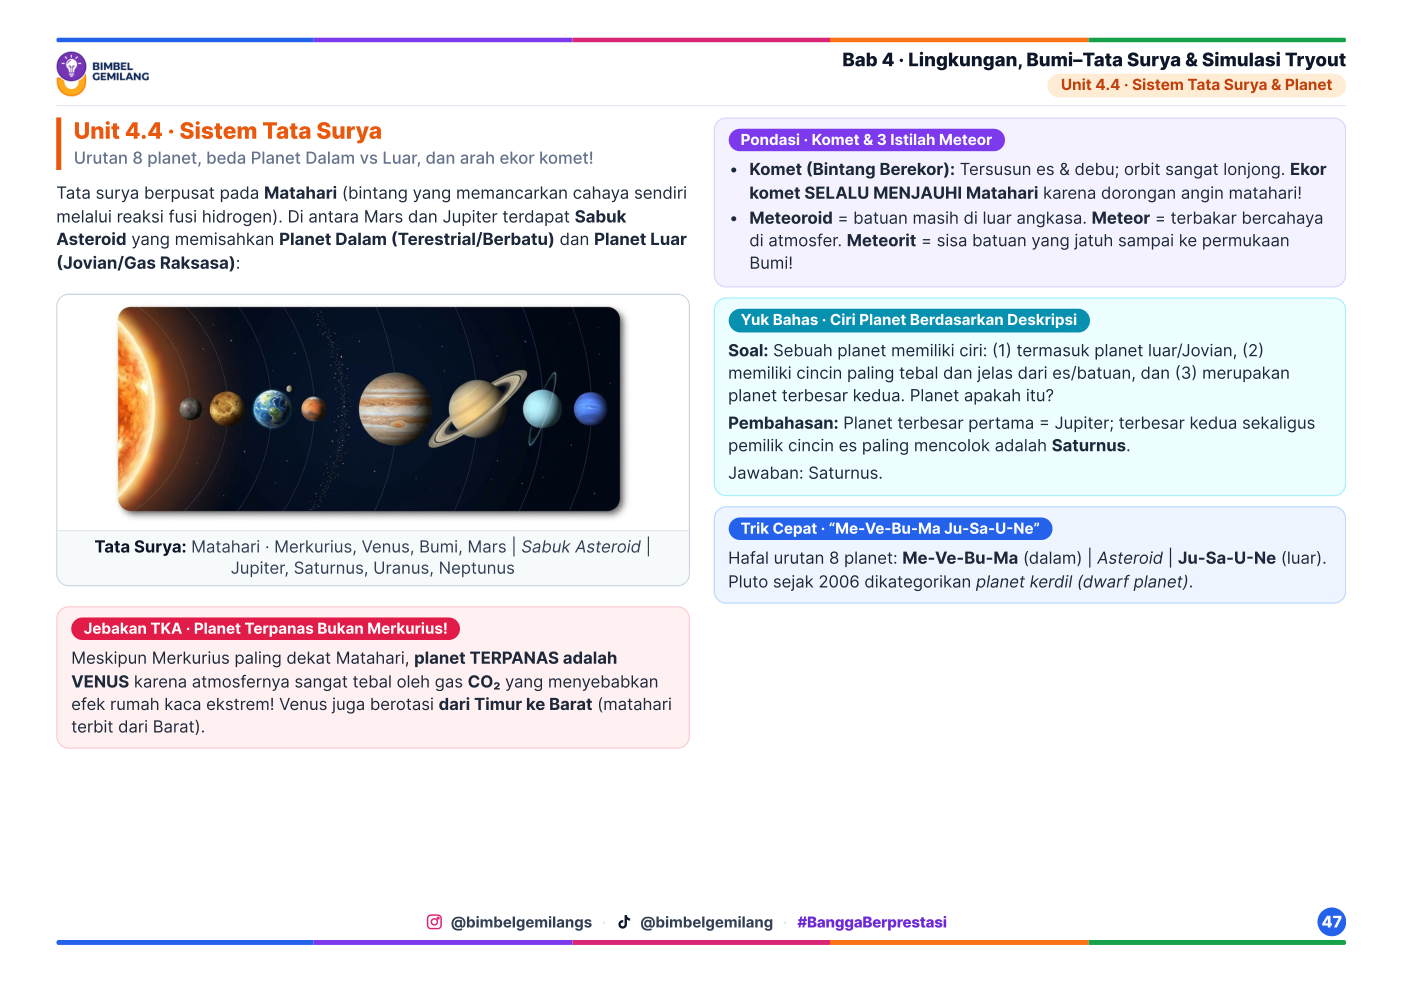 BIMBEL
GEMILANG
Bab 4 · Lingkungan, Bumi–Tata Surya & Simulasi Tryout
Unit 4.4 · Sistem Tata Surya & Planet
Unit 4.4 · Sistem Tata Surya
Urutan 8 planet, beda Planet Dalam vs Luar, dan arah ekor komet!
Tata surya berpusat pada Matahari (bintang yang memancarkan cahaya sendiri
melalui reaksi fusi hidrogen). Di antara Mars dan Jupiter terdapat Sabuk
Asteroid yang memisahkan Planet Dalam (Terestrial/Berbatu) dan Planet Luar
(Jovian/Gas Raksasa):
Tata Surya: Matahari · Merkurius, Venus, Bumi, Mars | Sabuk Asteroid |
Jupiter, Saturnus, Uranus, Neptunus
Jebakan TKA · Planet Terpanas Bukan Merkurius!
Meskipun Merkurius paling dekat Matahari, planet TERPANAS adalah
VENUS karena atmosfernya sangat tebal oleh gas CO₂ yang menyebabkan
efek rumah kaca ekstrem! Venus juga berotasi dari Timur ke Barat (matahari
terbit dari Barat).
Pondasi · Komet & 3 Istilah Meteor
• Komet (Bintang Berekor): Tersusun es & debu; orbit sangat lonjong. Ekor
komet SELALU MENJAUHI Matahari karena dorongan angin matahari!
• Meteoroid = batuan masih di luar angkasa. Meteor = terbakar bercahaya
di atmosfer. Meteorit = sisa batuan yang jatuh sampai ke permukaan
Bumi!
Yuk Bahas · Ciri Planet Berdasarkan Deskripsi
Soal: Sebuah planet memiliki ciri: (1) termasuk planet luar/Jovian, (2)
memiliki cincin paling tebal dan jelas dari es/batuan, dan (3) merupakan
planet terbesar kedua. Planet apakah itu?
Pembahasan: Planet terbesar pertama = Jupiter; terbesar kedua sekaligus
pemilik cincin es paling mencolok adalah Saturnus.
Jawaban: Saturnus.
Trik Cepat · “Me-Ve-Bu-Ma Ju-Sa-U-Ne”
Hafal urutan 8 planet: Me-Ve-Bu-Ma (dalam) | Asteroid | Ju-Sa-U-Ne (luar).
Pluto sejak 2006 dikategorikan planet kerdil (dwarf planet).
@bimbelgemilangs · @bimbelgemilang · #BanggaBerprestasi
47